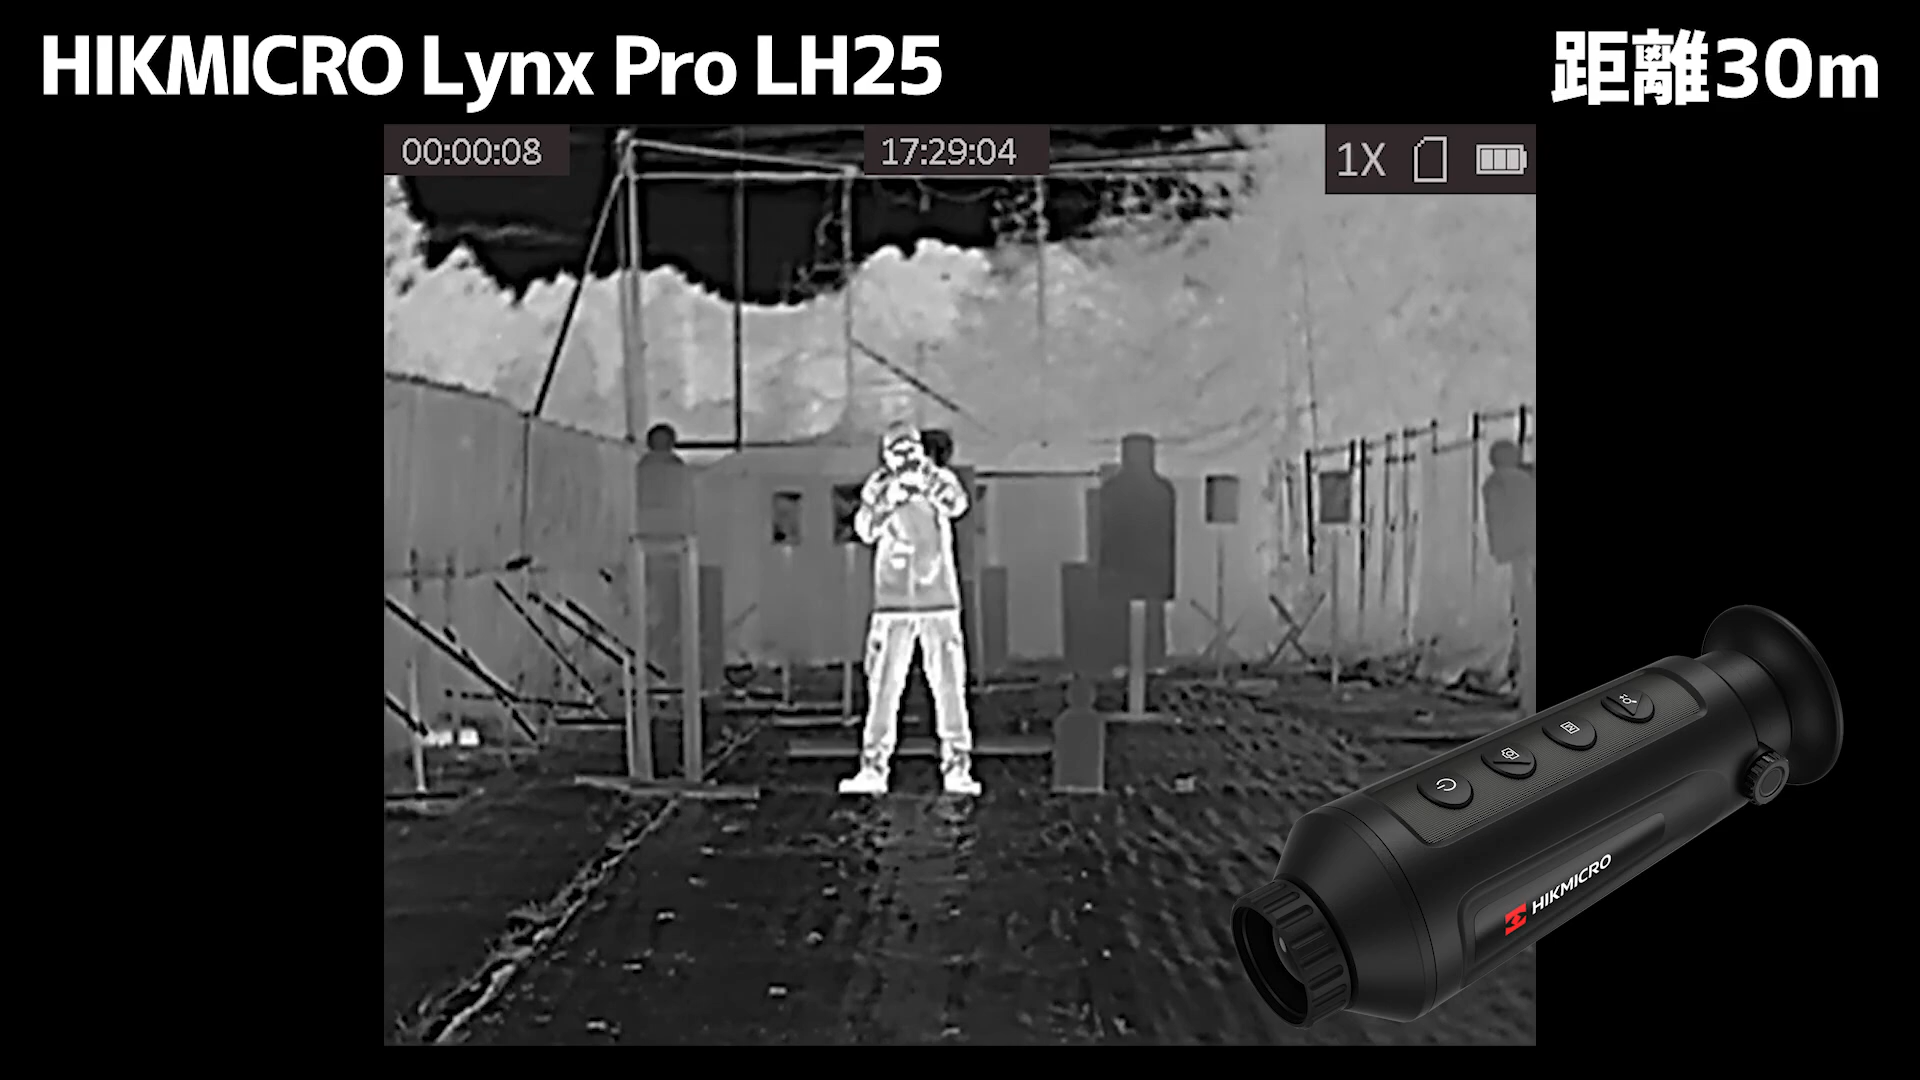 HIKMICRO Lynx Pro LH25
距離30m
00:00:08
17:29:04
1X
HIKMICRO